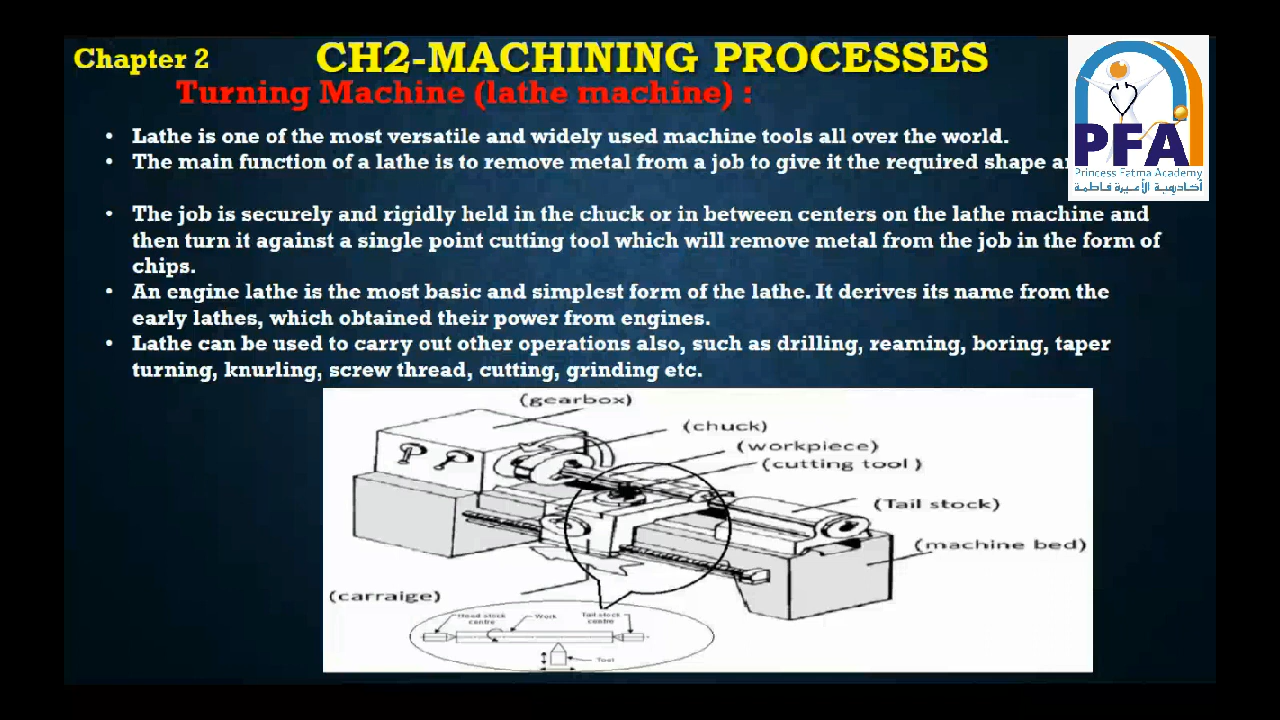 Chapter 2
CH2-MACHINING PROCESSES
Turning Machine (lathe machine) :
PFA
Princess Fatma Academy
أكاديمية الأميرة فاطمة
• Lathe is one of the most versatile and widely used machine tools all over the world.
• The main function of a lathe is to remove metal from a job to give it the required shape
• The job is securely and rigidly held in the chuck or in between centers on the lathe machine and
then turn it against a single point cutting tool which will remove metal from the job in the form of
chips.
• An engine lathe is the most basic and simplest form of the lathe. It derives its name from the
early lathes, which obtained their power from engines.
• Lathe can be used to carry out other operations also, such as drilling, reaming, boring, taper
turning, knurling, screw thread, cutting, grinding etc.
(gearbox)
(chuck)
(workpiece)
(cutting tool )
(Tail stock)
(machine bed)
(carraige)
Head stock
centre
Work
Tail stock
centre
Tool